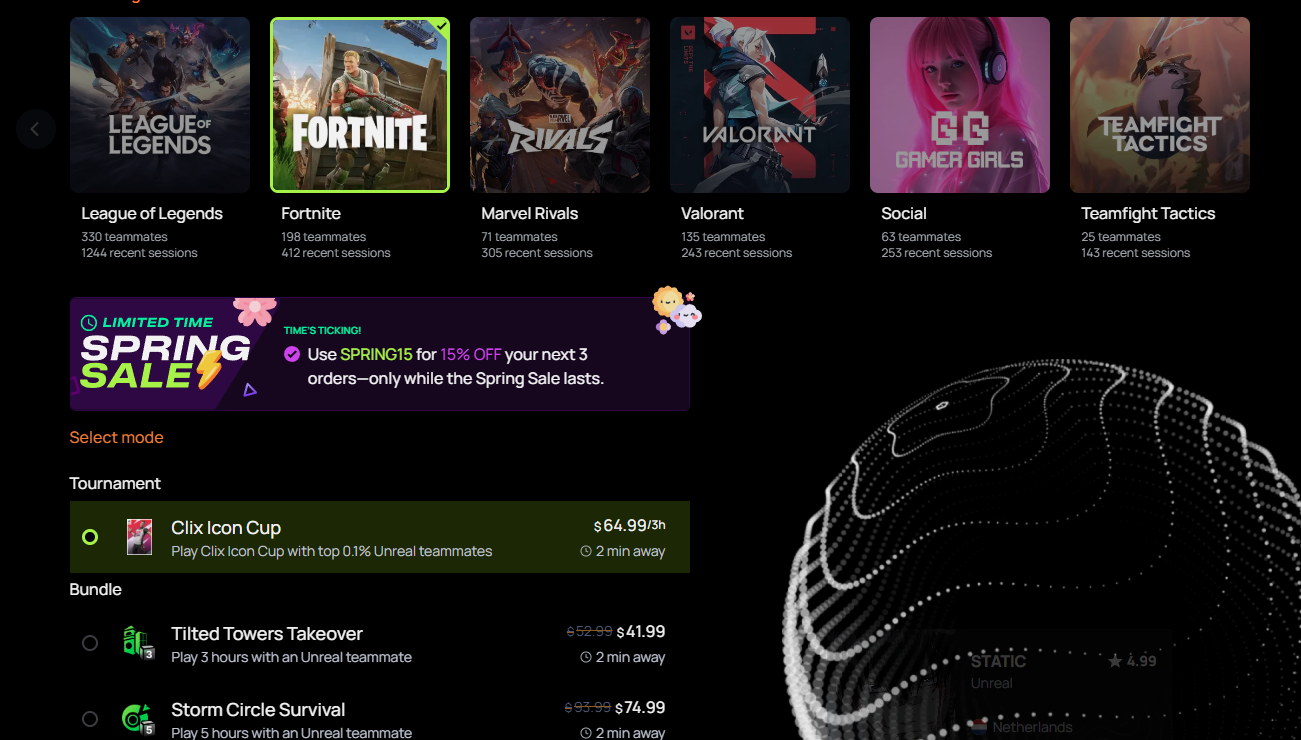 LEAGUE OF
LEGENDS
FORTNITE
MARVEL
RIVALS
VALORANT
GG
GAMER GIRLS
TEAMFIGHT
TACTICS
League of Legends
330 teammates
1244 recent sessions
Fortnite
198 teammates
412 recent sessions
Marvel Rivals
71 teammates
305 recent sessions
Valorant
135 teammates
243 recent sessions
Social
63 teammates
253 recent sessions
Teamfight Tactics
25 teammates
143 recent sessions
LIMITED TIME
SPRING
SALE
TIME'S TICKING!
Use SPRING15 for 15% OFF your next 3
orders—only while the Spring Sale lasts.
Select mode
Tournament
Clix Icon Cup
$64.99/3h
Play Clix Icon Cup with top 0.1% Unreal teammates
2 min away
Bundle
3
Tilted Towers Takeover
$52.99 $41.99
Play 3 hours with an Unreal teammate
2 min away
5
Storm Circle Survival
$93.99 $74.99
Play 5 hours with an Unreal teammate
2 min away
STATIC
★ 4.99
Unreal
Netherlands